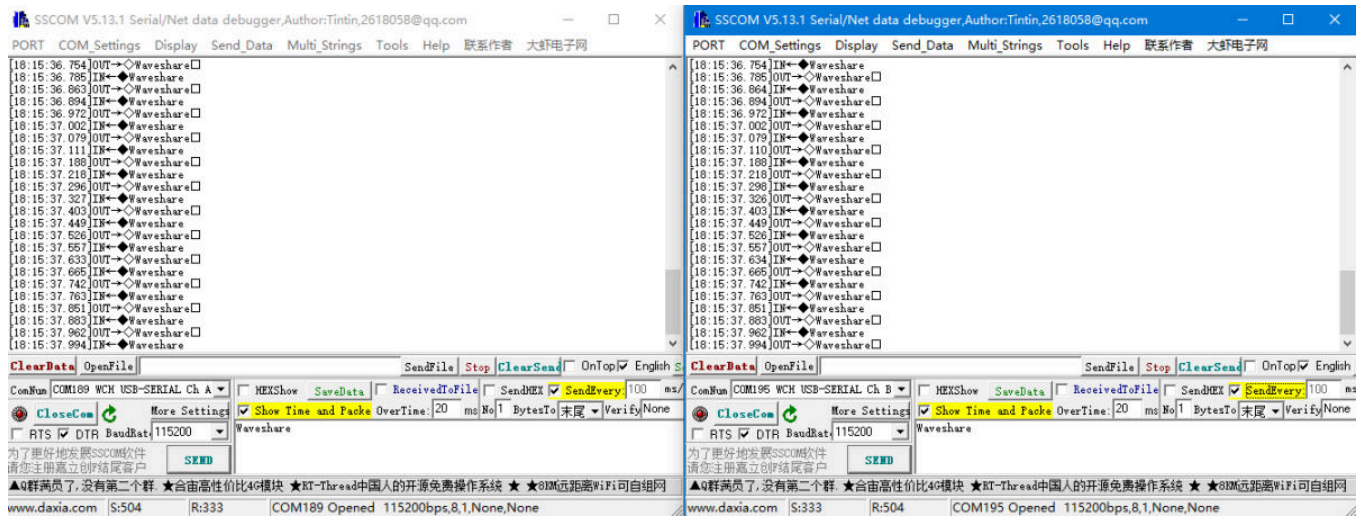 SSCOM V5.13.1 Serial/Net data debugger,Author:Tintin,2618058@qq.com
PORT COM_Settings Display Send_Data Multi_Strings Tools Help 联系作者 大虾电子网
[18:15:36.754]OUT→◇Waveshare□
[18:15:36.785]IN←◆Waveshare
[18:15:36.863]OUT→◇Waveshare□
[18:15:36.894]IN←◆Waveshare
[18:15:36.972]OUT→◇Waveshare□
[18:15:37.002]IN←◆Waveshare
[18:15:37.079]OUT→◇Waveshare□
[18:15:37.111]IN←◆Waveshare
[18:15:37.188]OUT→◇Waveshare□
[18:15:37.218]IN←◆Waveshare
[18:15:37.296]OUT→◇Waveshare□
[18:15:37.327]IN←◆Waveshare
[18:15:37.403]OUT→◇Waveshare□
[18:15:37.449]IN←◆Waveshare
[18:15:37.526]OUT→◇Waveshare□
[18:15:37.557]IN←◆Waveshare
[18:15:37.633]OUT→◇Waveshare□
[18:15:37.665]IN←◆Waveshare
[18:15:37.742]OUT→◇Waveshare□
[18:15:37.763]IN←◆Waveshare
[18:15:37.851]OUT→◇Waveshare□
[18:15:37.883]IN←◆Waveshare
[18:15:37.962]OUT→◇Waveshare□
[18:15:37.994]IN←◆Waveshare
ClearData OpenFile SendFile Stop ClearSend OnTop English
ComNum COM189 WCH USB-SERIAL Ch A HEXShow SaveData ReceivedToFile SendHEX SendEvery: 100 ms/
CloseCom More Settings Show Time and Packe OverTime: 20 ms No 1 BytesTo 末尾 Verify None
RTS DTR BaudRat 115200 Waveshare
为了更好地发展SSCOM软件
请您注册嘉立创F结尾客户
SEND
▲Q群满员了,没有第二个群. ★合宙高性价比4G模块 ★RT-Thread中国人的开源免费操作系统 ★ ★8KM远距离WiFi可自组网
www.daxia.com S:504 R:333 COM189 Opened 115200bps,8,1,None,None
SSCOM V5.13.1 Serial/Net data debugger,Author:Tintin,2618058@qq.com
PORT COM_Settings Display Send_Data Multi_Strings Tools Help 联系作者 大虾电子网
[18:15:36.754]IN←◆Waveshare
[18:15:36.785]OUT→◇Waveshare□
[18:15:36.864]IN←◆Waveshare
[18:15:36.894]OUT→◇Waveshare□
[18:15:36.972]IN←◆Waveshare
[18:15:37.002]OUT→◇Waveshare□
[18:15:37.079]IN←◆Waveshare
[18:15:37.110]OUT→◇Waveshare□
[18:15:37.188]IN←◆Waveshare
[18:15:37.218]OUT→◇Waveshare□
[18:15:37.298]IN←◆Waveshare
[18:15:37.326]OUT→◇Waveshare□
[18:15:37.403]IN←◆Waveshare
[18:15:37.449]OUT→◇Waveshare□
[18:15:37.526]IN←◆Waveshare
[18:15:37.557]OUT→◇Waveshare□
[18:15:37.634]IN←◆Waveshare
[18:15:37.665]OUT→◇Waveshare□
[18:15:37.742]IN←◆Waveshare
[18:15:37.763]OUT→◇Waveshare□
[18:15:37.851]IN←◆Waveshare
[18:15:37.883]OUT→◇Waveshare□
[18:15:37.962]IN←◆Waveshare
[18:15:37.994]OUT→◇Waveshare□
ClearData OpenFile SendFile Stop ClearSend OnTop English
ComNum COM195 WCH USB-SERIAL Ch B HEXShow SaveData ReceivedToFile SendHEX SendEvery: 100 ms
CloseCom More Settings Show Time and Packe OverTime: 20 ms No 1 BytesTo 末尾 Verify None
RTS DTR BaudRat 115200 Waveshare
为了更好地发展SSCOM软件
请您注册嘉立创F结尾客户
SEND
▲Q群满员了,没有第二个群. ★合宙高性价比4G模块 ★RT-Thread中国人的开源免费操作系统 ★ ★8KM远距离WiFi可自组网
www.daxia.com S:333 R:504 COM195 Opened 115200bps,8,1,None,None